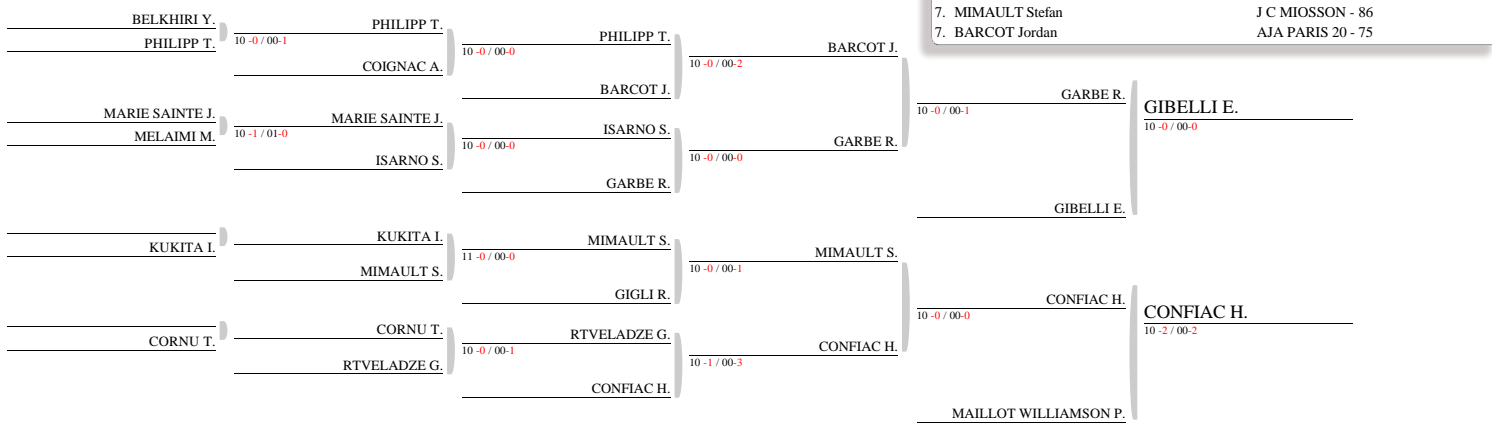 7. MIMAULT Stefan J C MIOSSON - 86
7. BARCOT Jordan AJA PARIS 20 - 75
BELKHIRI Y.
PHILIPP T.
10 -0 / 00-1
PHILIPP T.
COIGNAC A.
10 -0 / 00-0
PHILIPP T.
BARCOT J.
10 -0 / 00-2
BARCOT J.
MARIE SAINTE J.
MELAIMI M.
10 -1 / 01-0
MARIE SAINTE J.
ISARNO S.
10 -0 / 00-0
ISARNO S.
GARBE R.
10 -0 / 00-0
GARBE R.
10 -0 / 00-1
GARBE R.
GIBELLI E.
GIBELLI E.
10 -0 / 00-0
KUKITA I.
KUKITA I.
MIMAULT S.
11 -0 / 00-0
MIMAULT S.
GIGLI R.
10 -0 / 00-1
MIMAULT S.
CORNU T.
CORNU T.
RTVELADZE G.
10 -0 / 00-1
RTVELADZE G.
CONFIAC H.
10 -1 / 00-3
CONFIAC H.
10 -0 / 00-0
CONFIAC H.
MAILLOT WILLIAMSON P.
CONFIAC H.
10 -2 / 00-2